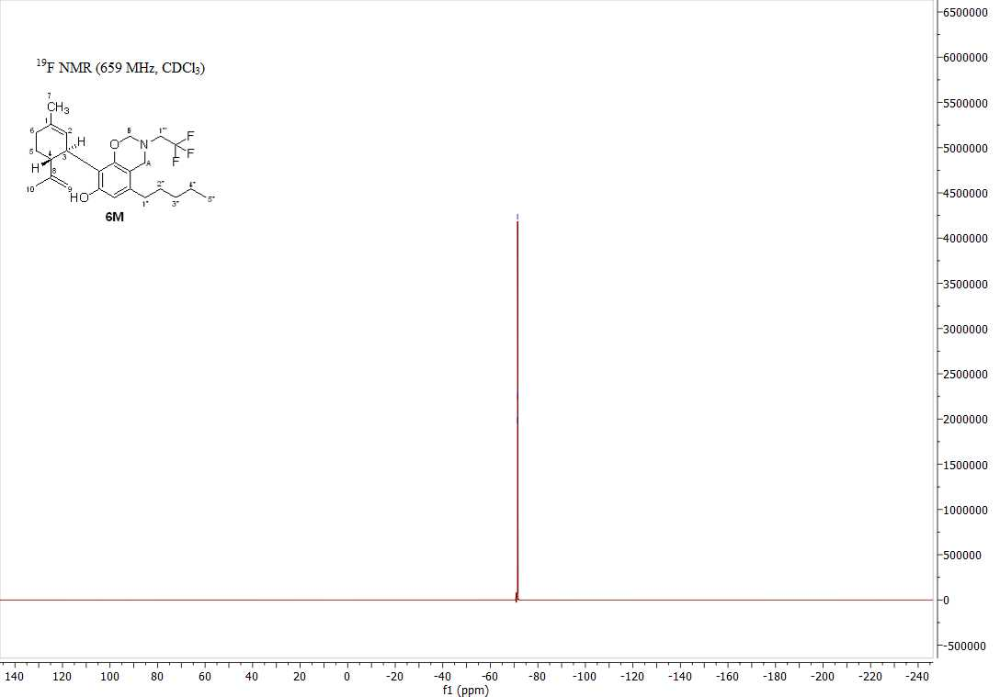 ¹⁹F NMR (659 MHz, CDCl₃)
7
CH₃
1
6
2
H
5
4
3
H
8
10
9
HO
O
B
N
1'''
F
F
F
A
1''
2''
3''
4''
5''
6M
6500000
6000000
5500000
5000000
4500000
4000000
3500000
3000000
2500000
2000000
1500000
1000000
500000
0
-500000
140 120 100 80 60 40 20 0 -20 -40 -60 -80 -100 -120 -140 -160 -180 -200 -220 -240
f1 (ppm)